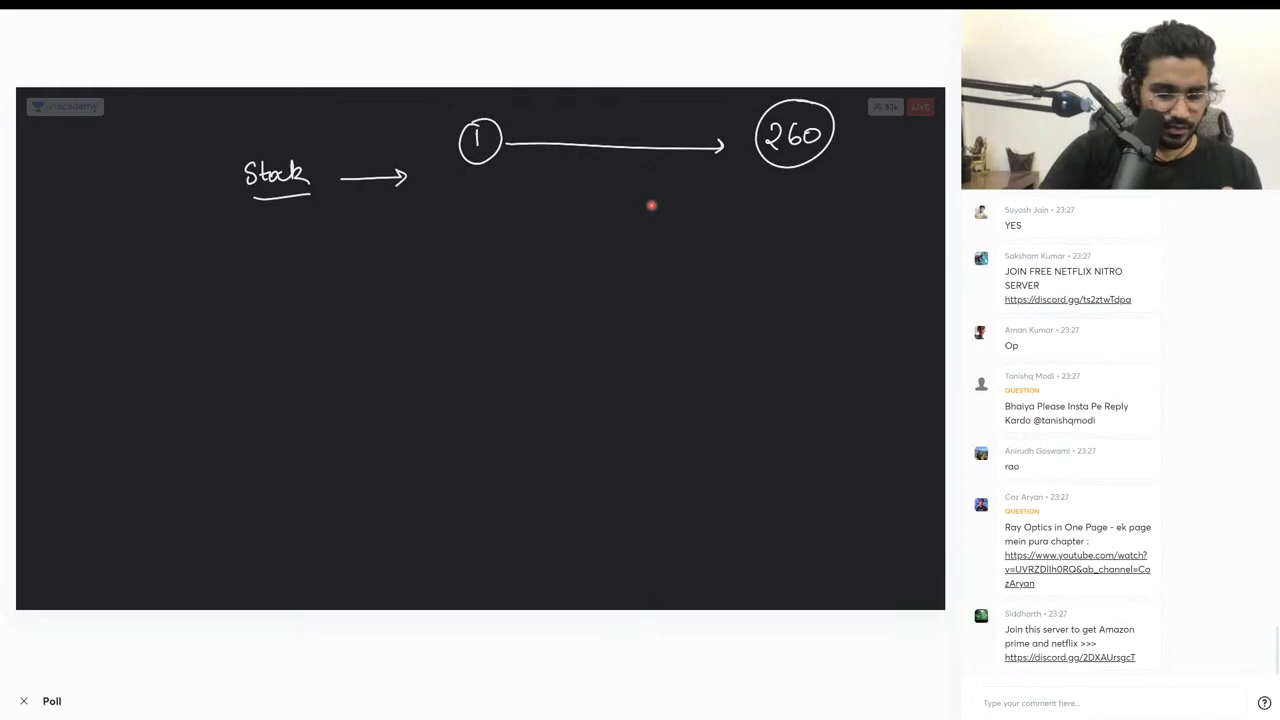 unacademy
53k
LIVE
1
260
Stock
Suyash Jain • 23:27
YES
Saksham Kumar • 23:27
JOIN FREE NETFLIX NITRO
SERVER
https://discord.gg/ts2ztwTdpa
Aman Kumar • 23:27
Op
Tanishq Modi • 23:27
QUESTION
Bhaiya Please Insta Pe Reply
Kardo @tanishqmodi
Anirudh Goswami • 23:27
rao
Coz Aryan • 23:27
QUESTION
Ray Optics in One Page - ek page
mein pura chapter :
https://www.youtube.com/watch?
v=UVRZDlIh0RQ&ab_channel=Co
zAryan
Siddharth • 23:27
Join this server to get Amazon
prime and netflix >>>
https://discord.gg/2DXAUrsgcT
Poll
Type your comment here...
?